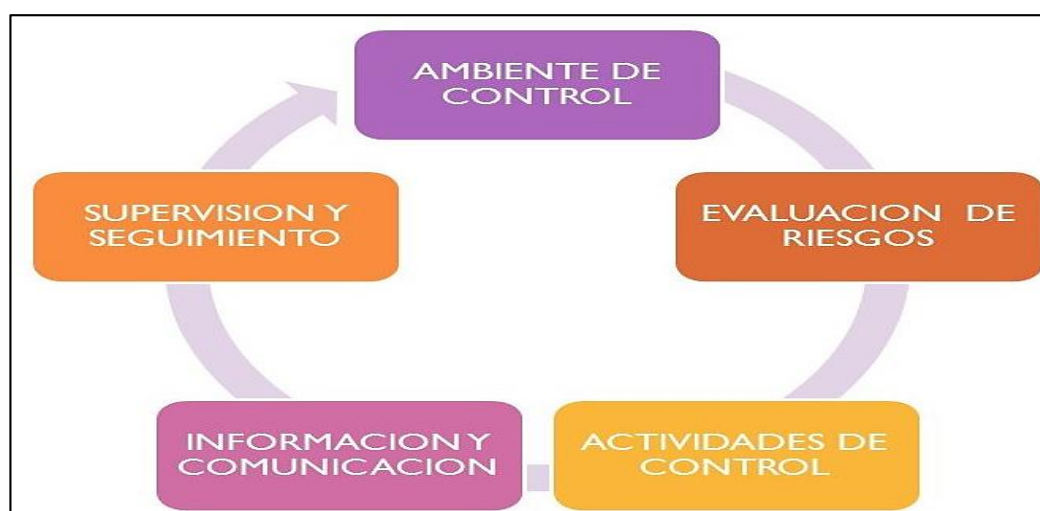 AMBIENTE DE
CONTROL
EVALUACION DE
RIESGOS
ACTIVIDADES DE
CONTROL
INFORMACION Y
COMUNICACION
SUPERVISION Y
SEGUIMIENTO